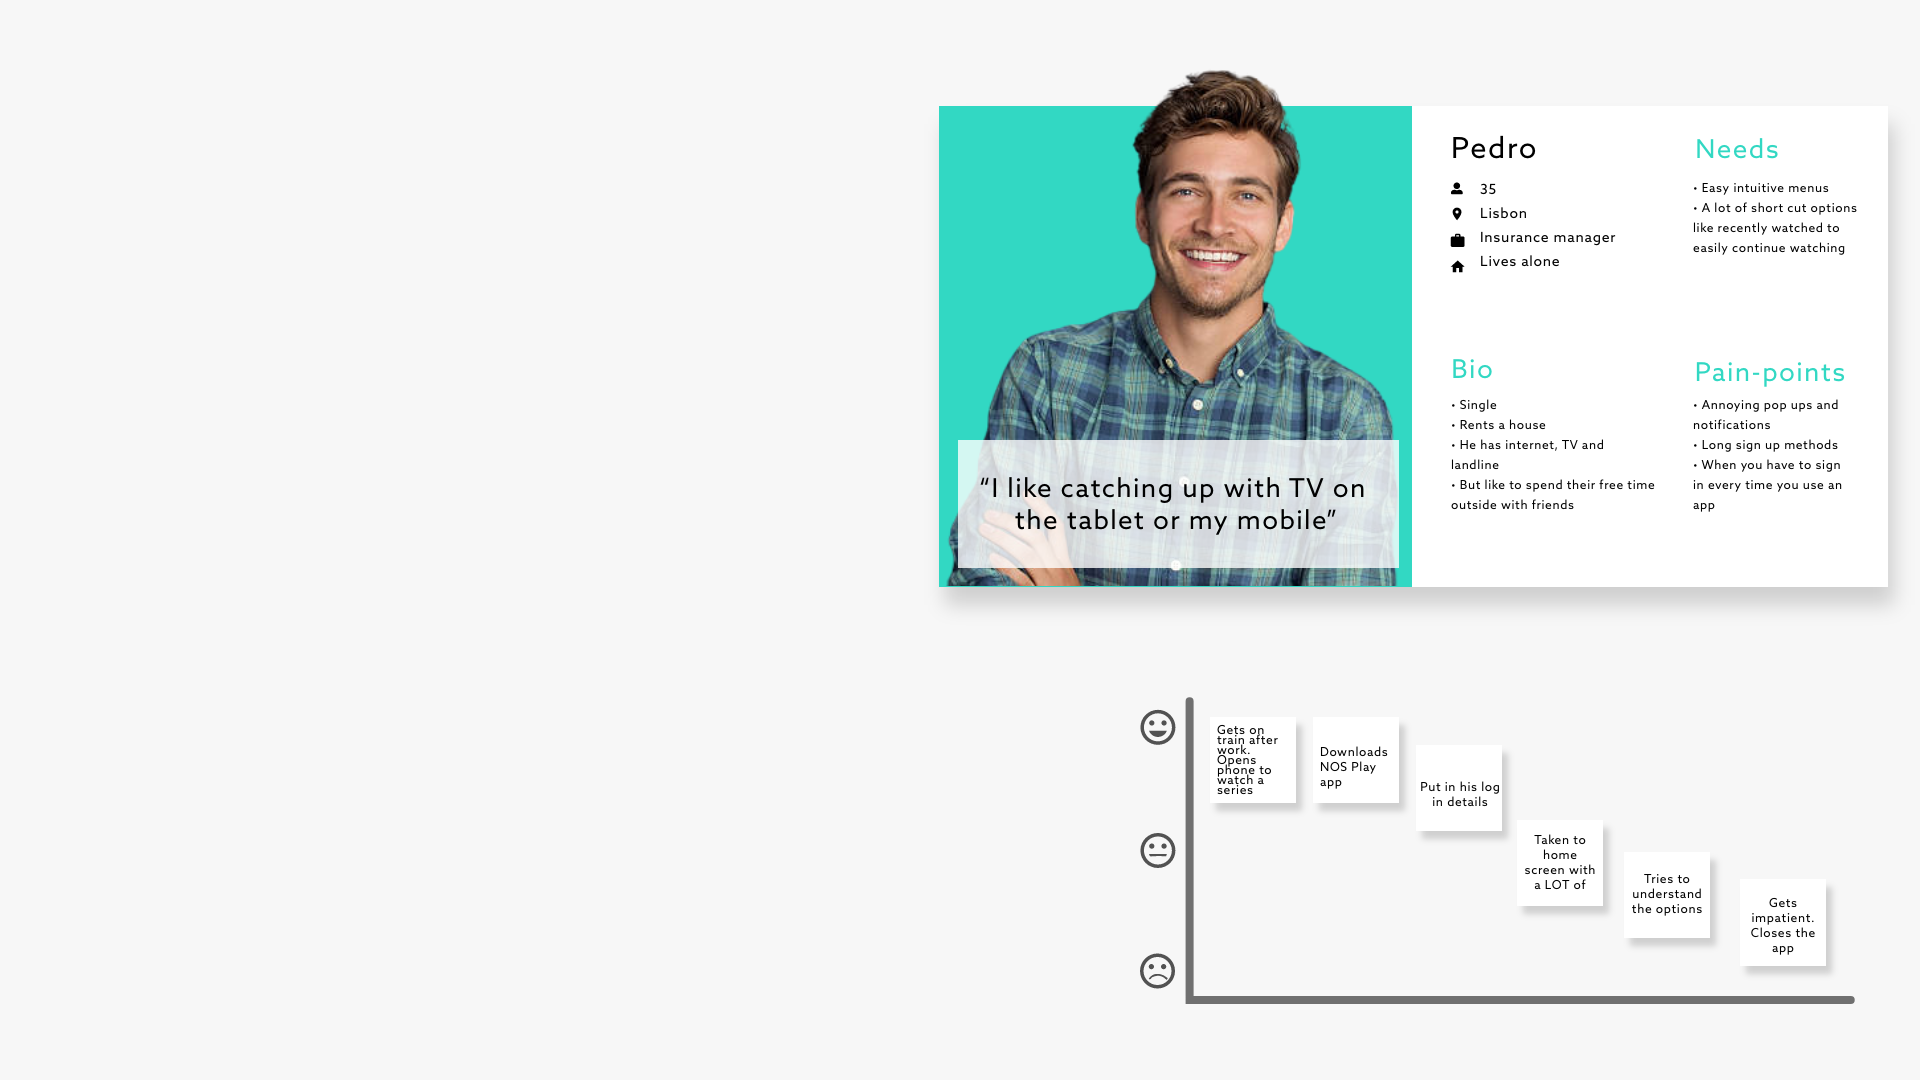 Pedro
35
Lisbon
Insurance manager
Lives alone
Needs
• Easy intuitive menus
• A lot of short cut options
like recently watched to
easily continue watching
Bio
• Single
• Rents a house
• He has internet, TV and
landline
• But like to spend their free time
outside with friends
Pain-points
• Annoying pop ups and
notifications
• Long sign up methods
• When you have to sign
in every time you use an
app
“I like catching up with TV on
the tablet or my mobile”
Gets on
train after
work.
Opens
phone to
watch a
series
Downloads
NOS Play
app
Put in his log
in details
Taken to
home
screen with
a LOT of
Tries to
understand
the options
Gets
impatient.
Closes the
app